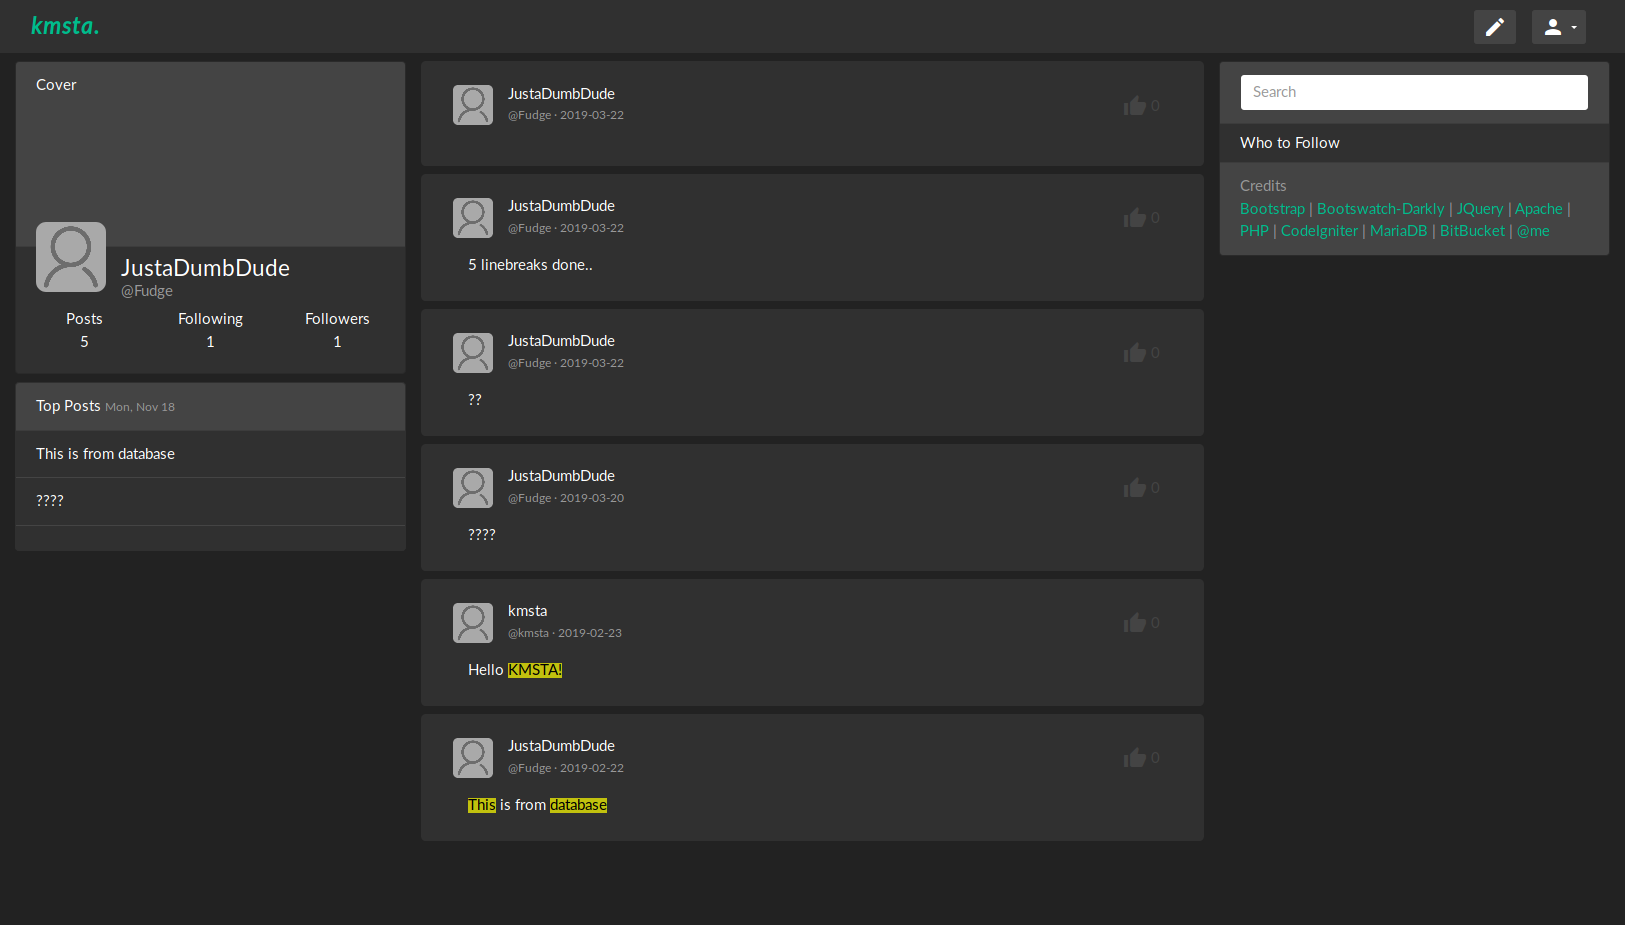 kmsta.
Cover
JustaDumbDude
@Fudge
Posts
Following
Followers
5
1
1
Top Posts Mon, Nov 18
This is from database
????
JustaDumbDude
@Fudge · 2019-03-22
0
JustaDumbDude
@Fudge · 2019-03-22
0
5 linebreaks done..
JustaDumbDude
@Fudge · 2019-03-22
0
??
JustaDumbDude
@Fudge · 2019-03-20
0
????
kmsta
@kmsta · 2019-02-23
0
Hello KMSTA!
JustaDumbDude
@Fudge · 2019-02-22
0
This is from database
Search
Who to Follow
Credits
Bootstrap | Bootswatch-Darkly | JQuery | Apache |
PHP | CodeIgniter | MariaDB | BitBucket | @me